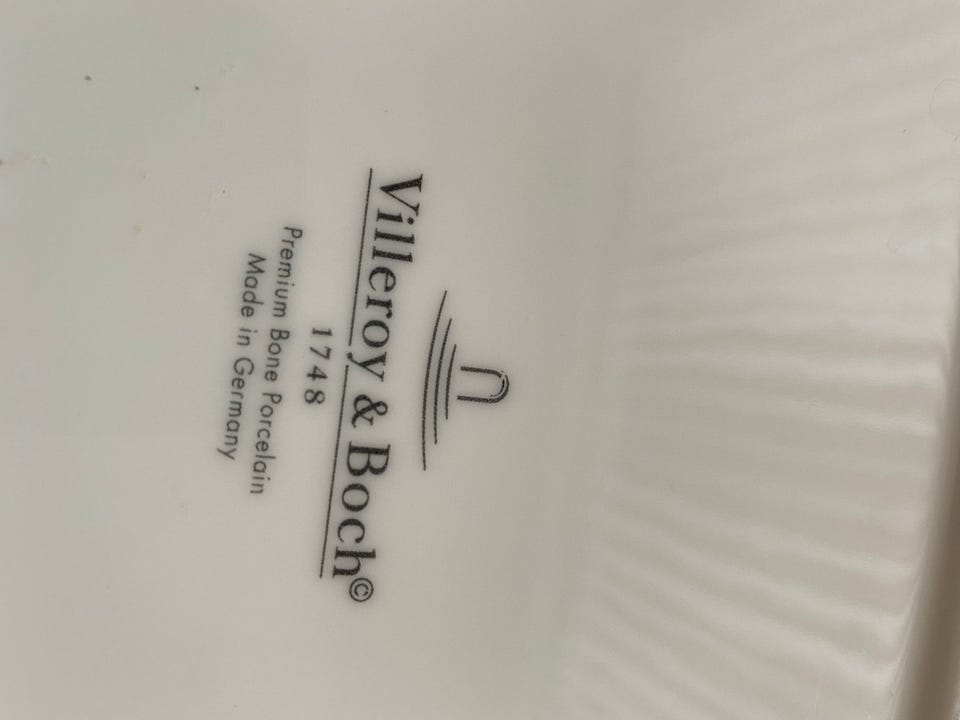 Villeroy & Boch©
1748
Premium Bone Porcelain
Made in Germany